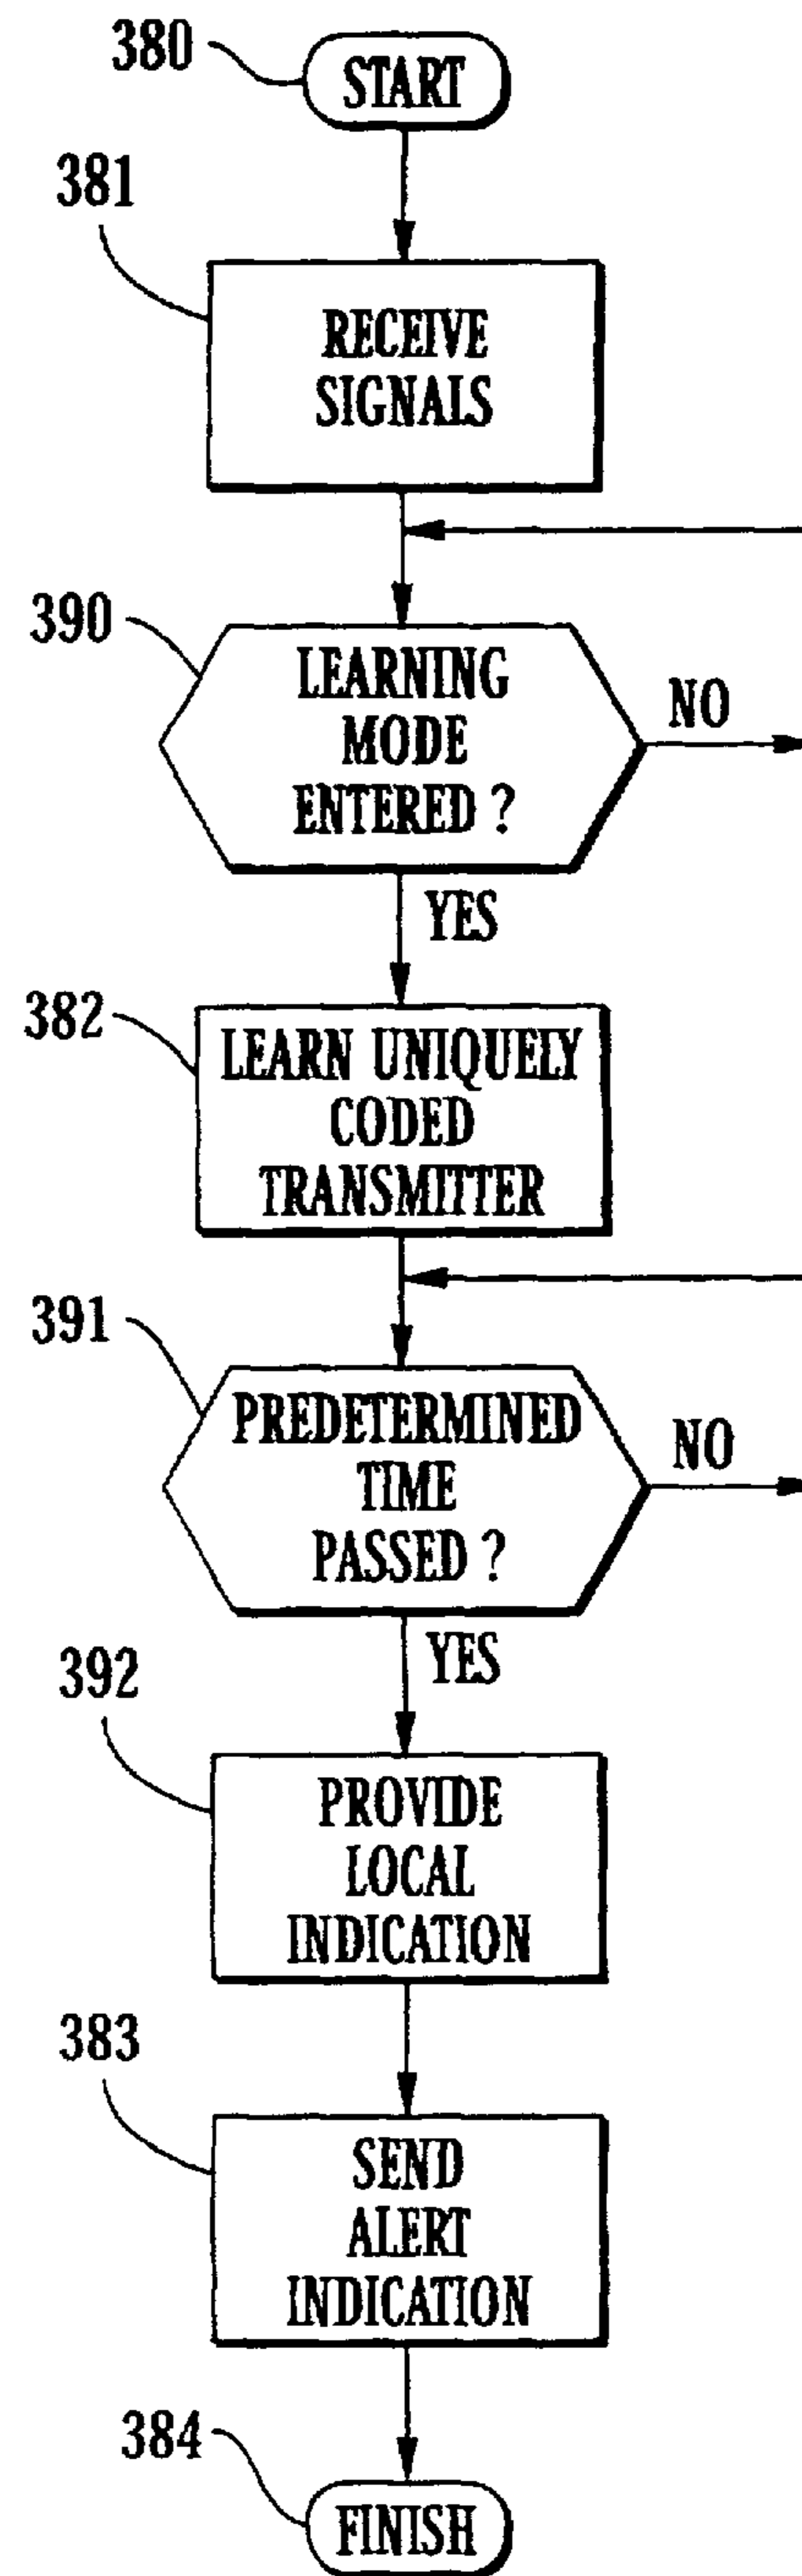 380
START
381
RECEIVE
SIGNALS
390
LEARNING
MODE
ENTERED ?
NO
YES
382
LEARN UNIQUELY
CODED
TRANSMITTER
391
PREDETERMINED
TIME
PASSED ?
NO
YES
392
PROVIDE
LOCAL
INDICATION
383
SEND
ALERT
INDICATION
384
FINISH